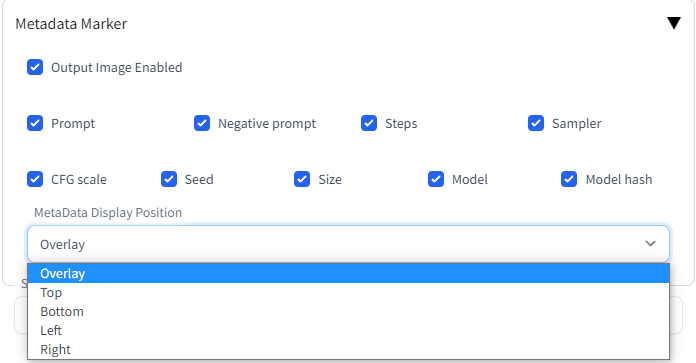 Metadata Marker
Output Image Enabled
Prompt Negative prompt Steps Sampler
CFG scale Seed Size Model Model hash
MetaData Display Position
Overlay
Overlay
Top
Bottom
Left
Right